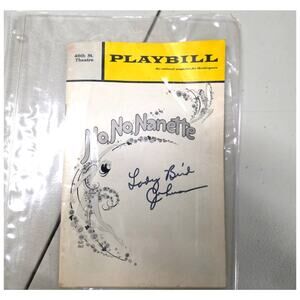 46th St.
Theatre
PLAYBILL
the national magazine for theatregoers
No, No, Nanette
Lady Bird
Johnson